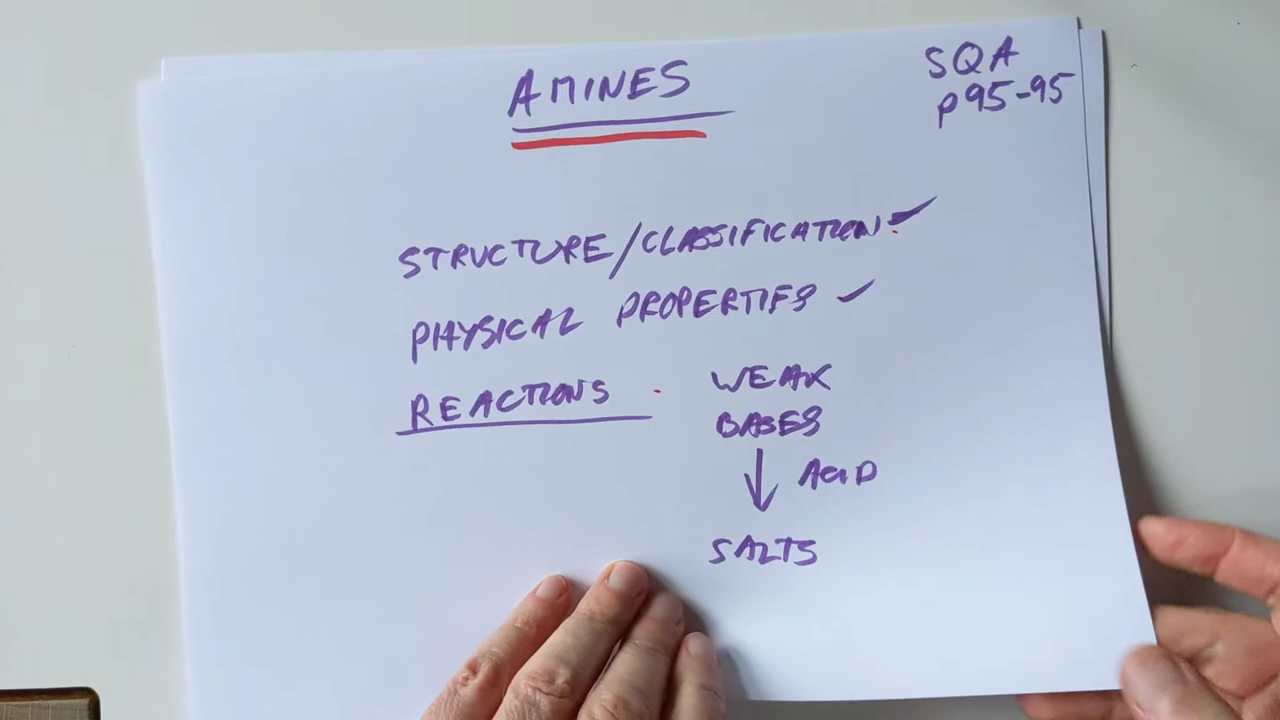 AMINES
SQA
p95-95
STRUCTURE/CLASSIFICATION
PHYSICAL PROPERTIES ✓
REACTIONS
WEAK
BASES
↓ ACID
SALTS